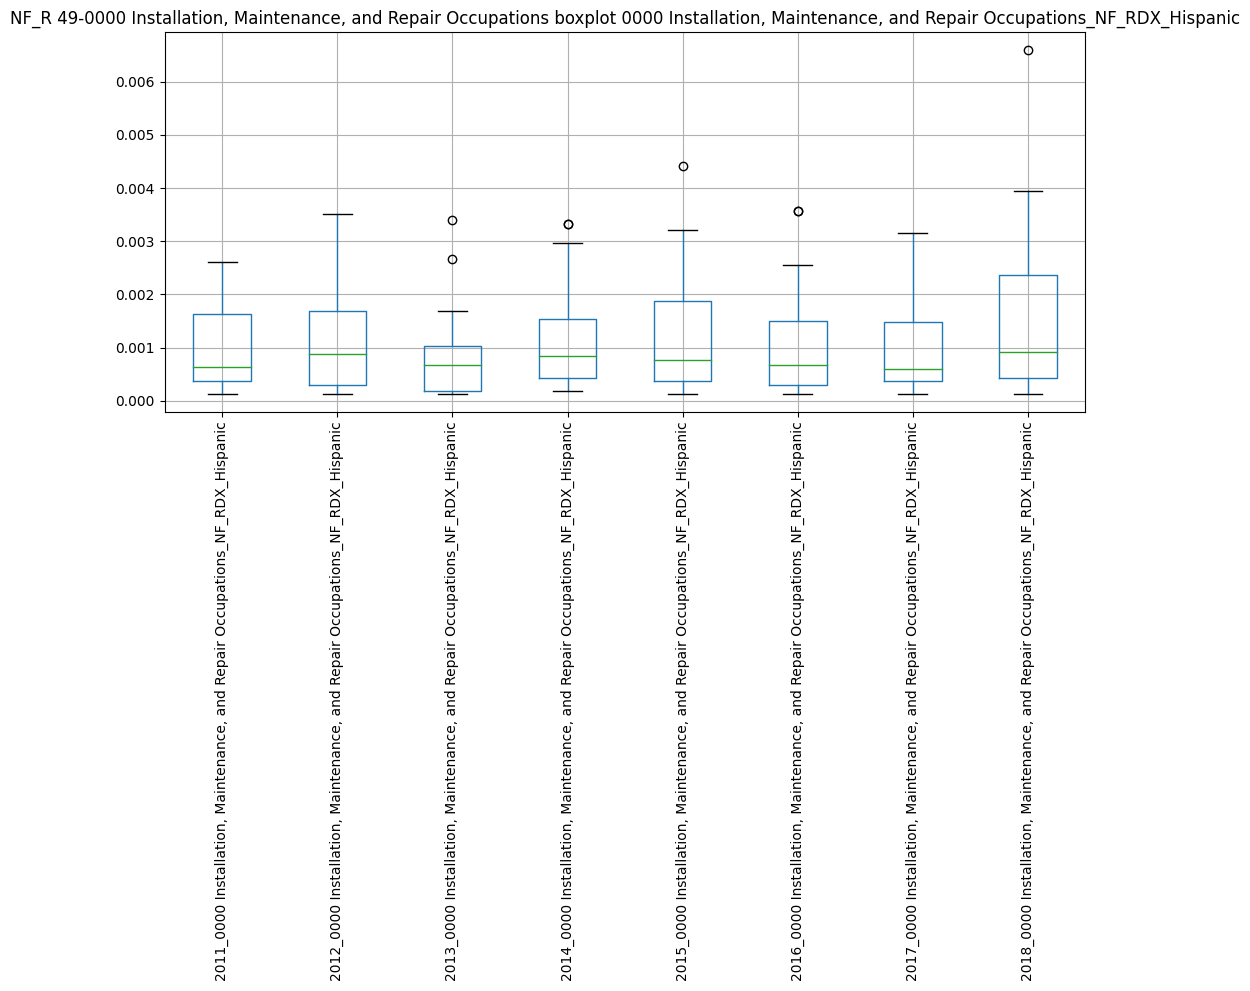 NF_R 49-0000 Installation, Maintenance, and Repair Occupations boxplot 0000 Installation, Maintenance, and Repair Occupations_NF_RDX_Hispanic
0.006
0.005
0.004
0.003
0.002
0.001
0.000
2011_0000 Installation, Maintenance, and Repair Occupations_NF_RDX_Hispanic
2012_0000 Installation, Maintenance, and Repair Occupations_NF_RDX_Hispanic
2013_0000 Installation, Maintenance, and Repair Occupations_NF_RDX_Hispanic
2014_0000 Installation, Maintenance, and Repair Occupations_NF_RDX_Hispanic
2015_0000 Installation, Maintenance, and Repair Occupations_NF_RDX_Hispanic
2016_0000 Installation, Maintenance, and Repair Occupations_NF_RDX_Hispanic
2017_0000 Installation, Maintenance, and Repair Occupations_NF_RDX_Hispanic
2018_0000 Installation, Maintenance, and Repair Occupations_NF_RDX_Hispanic